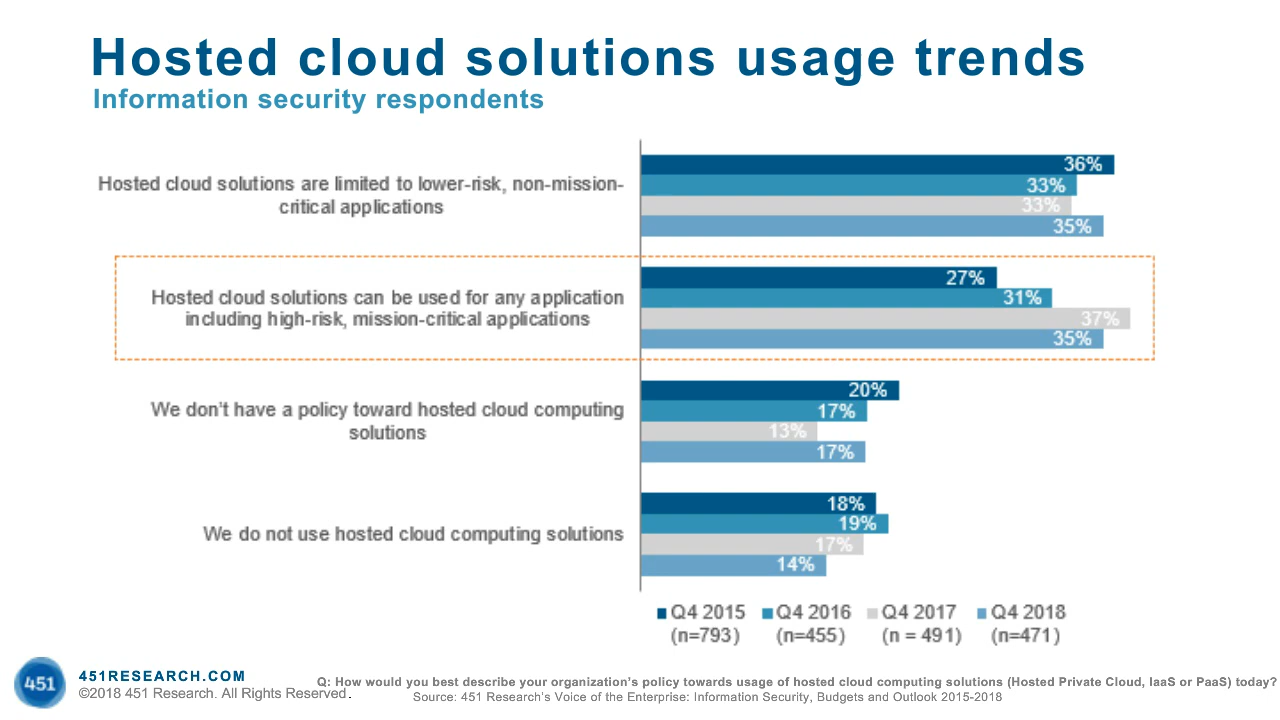 Hosted cloud solutions usage trends
Information security respondents
Hosted cloud solutions are limited to lower-risk, non-mission-
critical applications
36%
33%
33%
35%
Hosted cloud solutions can be used for any application
including high-risk, mission-critical applications
27%
31%
37%
35%
We don't have a policy toward hosted cloud computing
solutions
20%
17%
13%
17%
We do not use hosted cloud computing solutions
18%
19%
17%
14%
Q4 2015 Q4 2016 Q4 2017 Q4 2018
(n=793) (n=455) (n = 491) (n=471)
451
451RESEARCH.COM
©2018 451 Research. All Rights Reserved.
Q: How would you best describe your organization's policy towards usage of hosted cloud computing solutions (Hosted Private Cloud, IaaS or PaaS) today?
Source: 451 Research's Voice of the Enterprise: Information Security, Budgets and Outlook 2015-2018